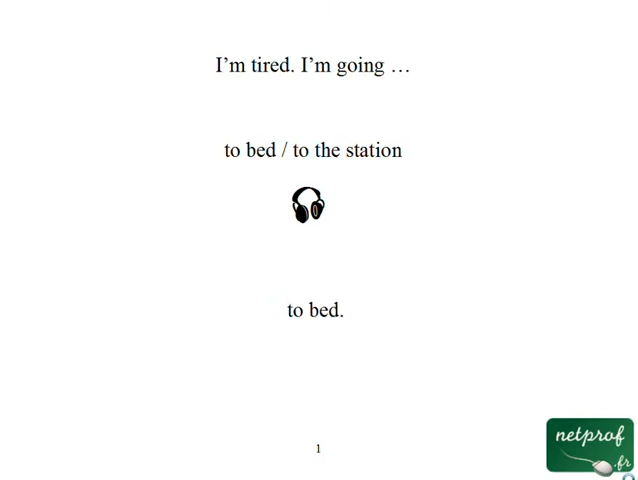 I'm tired. I'm going …
to bed / to the station
to bed.
1
netprof
.fr